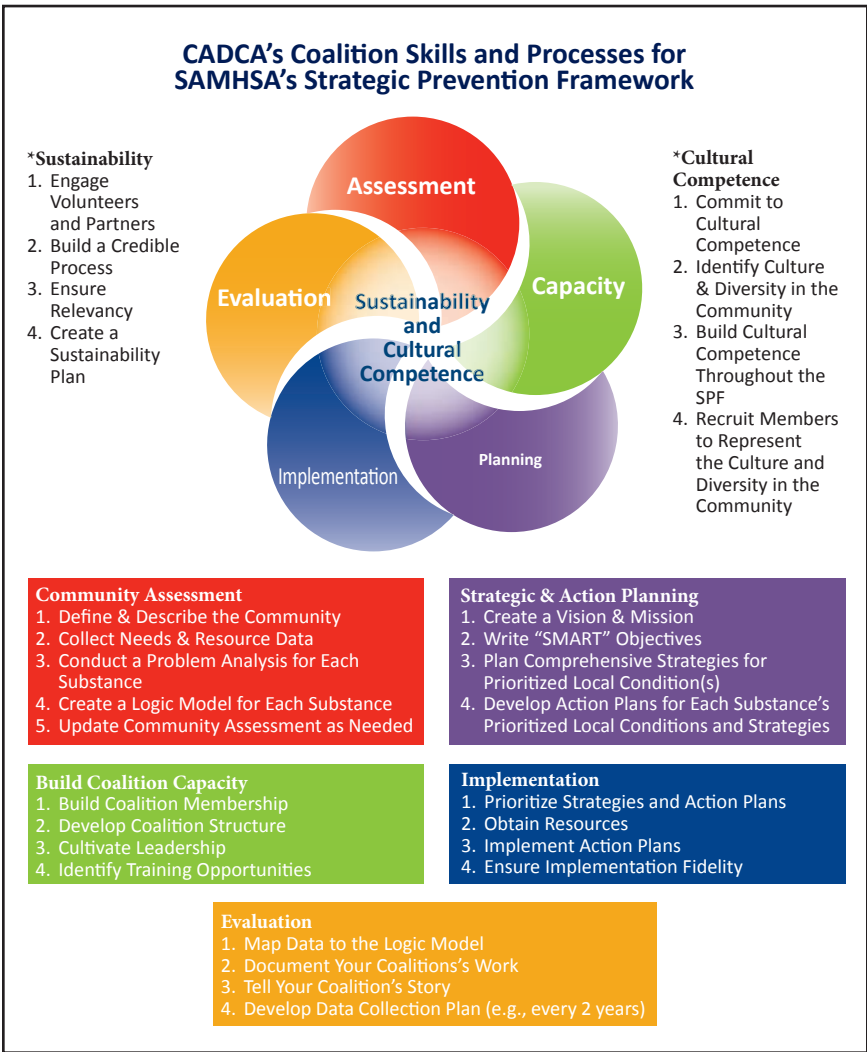 CADCA's Coalition Skills and Processes for
SAMHSA's Strategic Prevention Framework
*Sustainability
1. Engage
Volunteers
and Partners
2. Build a Credible
Process
3. Ensure
Relevancy
4. Create a
Sustainability
Plan
Assessment
Capacity
Evaluation
Sustainability
and
Cultural
Competence
Planning
Implementation
*Cultural
Competence
1. Commit to
Cultural
Competence
2. Identify Culture
& Diversity in the
Community
3. Build Cultural
Competence
Throughout the
SPF
4. Recruit Members
to Represent
the Culture and
Diversity in the
Community
Community Assessment
1. Define & Describe the Community
2. Collect Needs & Resource Data
3. Conduct a Problem Analysis for Each
Substance
4. Create a Logic Model for Each Substance
5. Update Community Assessment as Needed
Strategic & Action Planning
1. Create a Vision & Mission
2. Write “SMART” Objectives
3. Plan Comprehensive Strategies for
Prioritized Local Condition(s)
4. Develop Action Plans for Each Substance's
Prioritized Local Conditions and Strategies
Build Coalition Capacity
1. Build Coalition Membership
2. Develop Coalition Structure
3. Cultivate Leadership
4. Identify Training Opportunities
Implementation
1. Prioritize Strategies and Action Plans
2. Obtain Resources
3. Implement Action Plans
4. Ensure Implementation Fidelity
Evaluation
1. Map Data to the Logic Model
2. Document Your Coalitions's Work
3. Tell Your Coalition's Story
4. Develop Data Collection Plan (e.g., every 2 years)